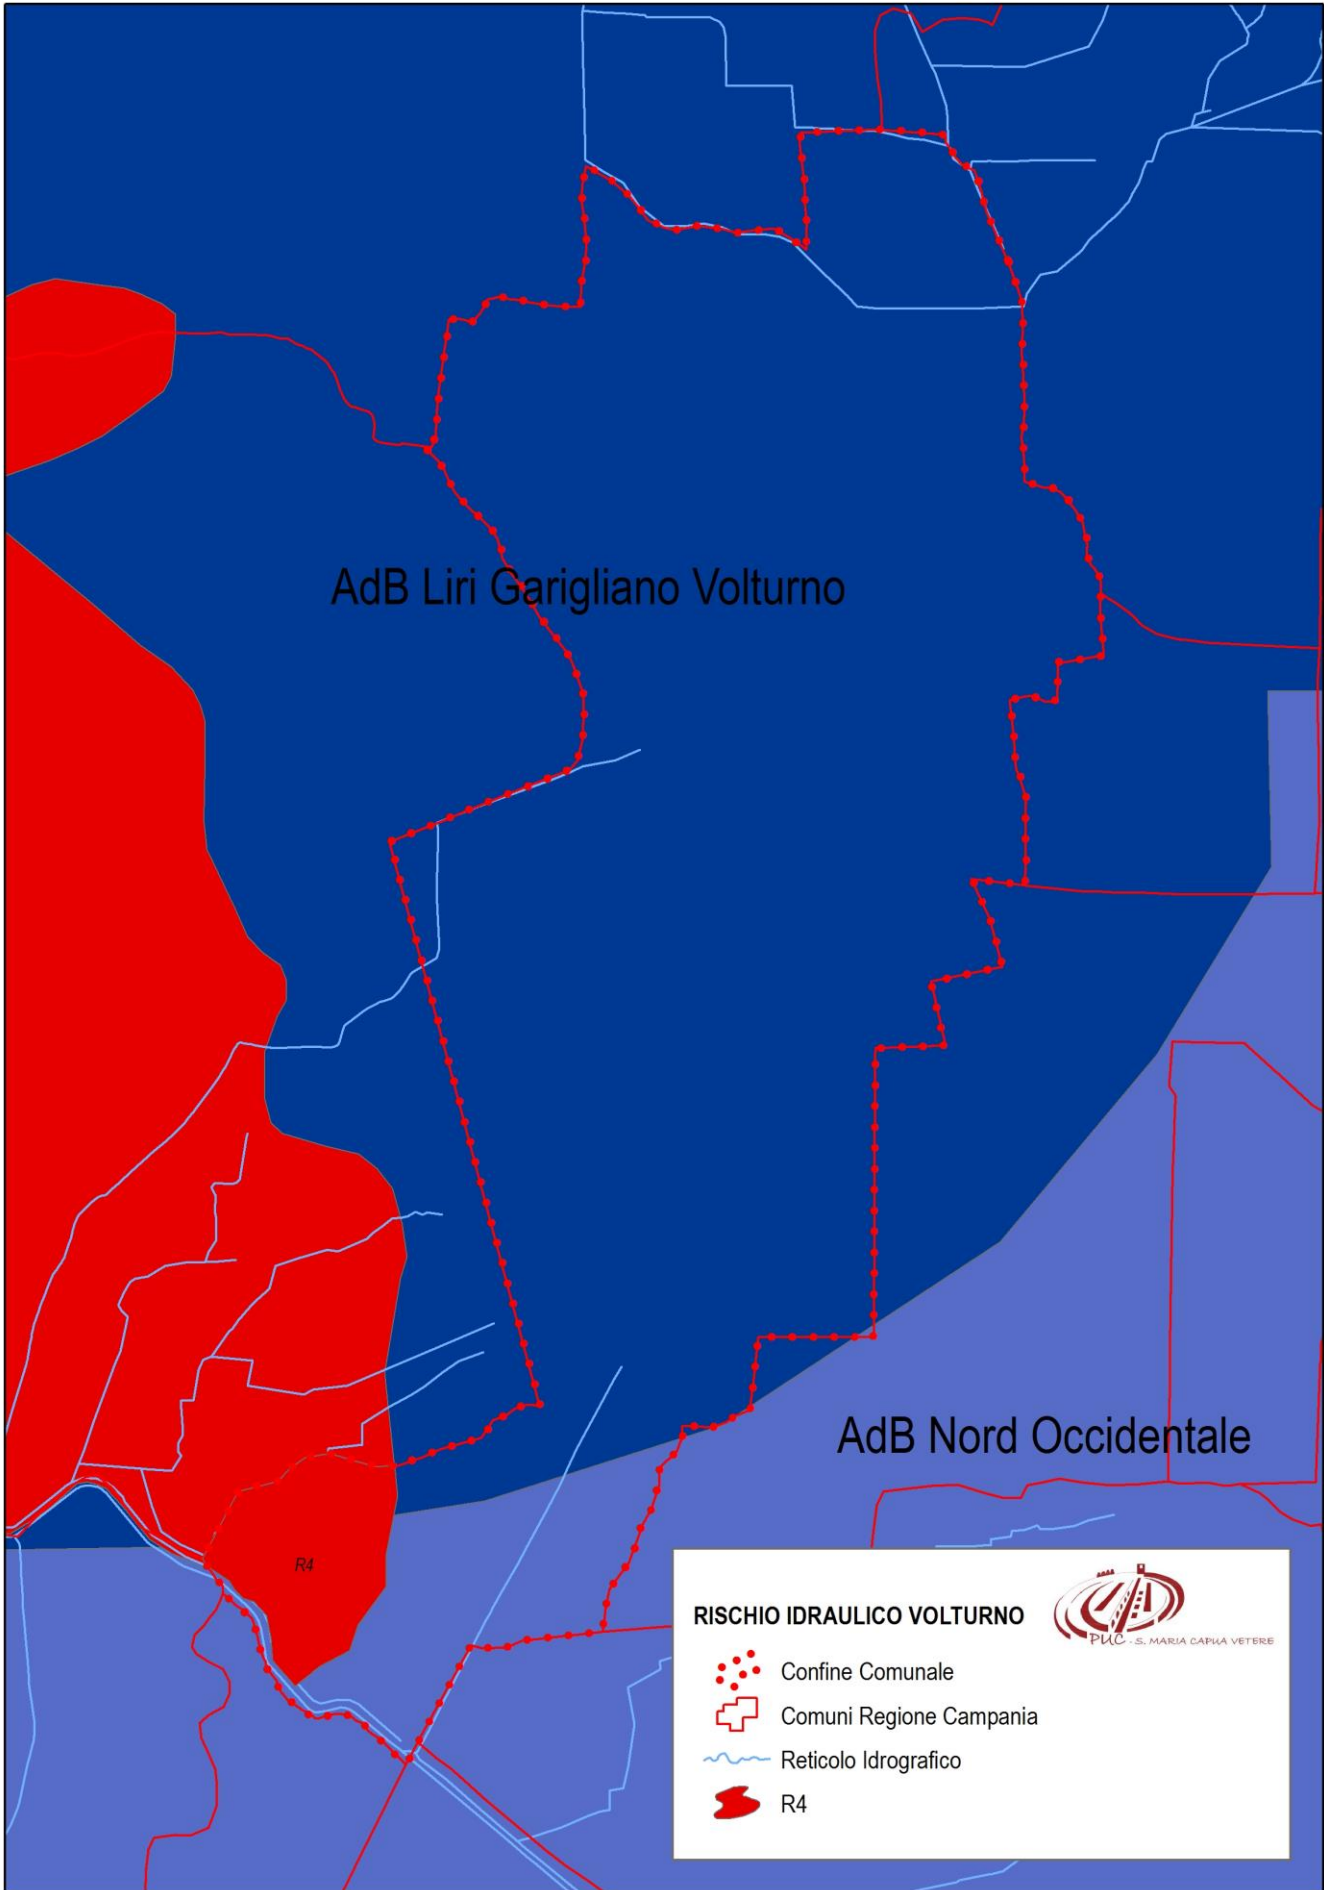 AdB Liri Garigliano Volturno
AdB Nord Occidentale
R4
RISCHIO IDRAULICO VOLTURNO
PUC - S. MARIA CAPUA VETERE
Confine Comunale
Comuni Regione Campania
Reticolo Idrografico
R4